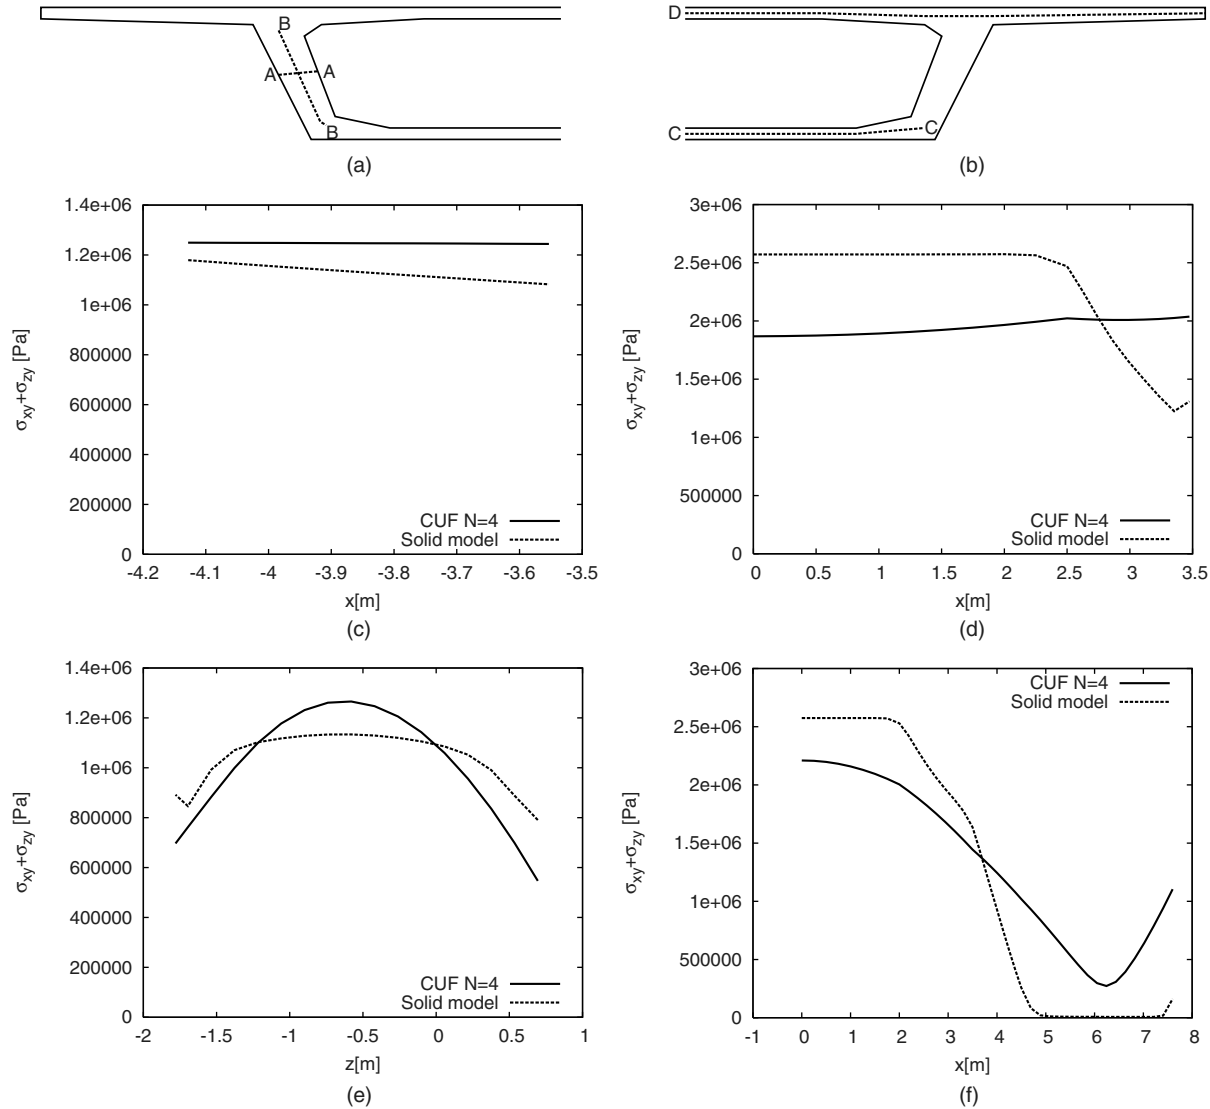 B
A A
B
(a)
D
C C
(b)
1.4e+06
1.2e+06
1e+06
800000
600000
400000
200000
0
σxy+σzy [Pa]
CUF N=4
Solid model
-4.2 -4.1 -4 -3.9 -3.8 -3.7 -3.6 -3.5
x[m]
(c)
3e+06
2.5e+06
2e+06
1.5e+06
1e+06
500000
0
σxy+σzy [Pa]
CUF N=4
Solid model
0 0.5 1 1.5 2 2.5 3 3.5
x[m]
(d)
1.4e+06
1.2e+06
1e+06
800000
600000
400000
200000
0
σxy+σzy [Pa]
CUF N=4
Solid model
-2 -1.5 -1 -0.5 0 0.5 1
z[m]
(e)
3e+06
2.5e+06
2e+06
1.5e+06
1e+06
500000
0
σxy+σzy [Pa]
CUF N=4
Solid model
-1 0 1 2 3 4 5 6 7 8
x[m]
(f)